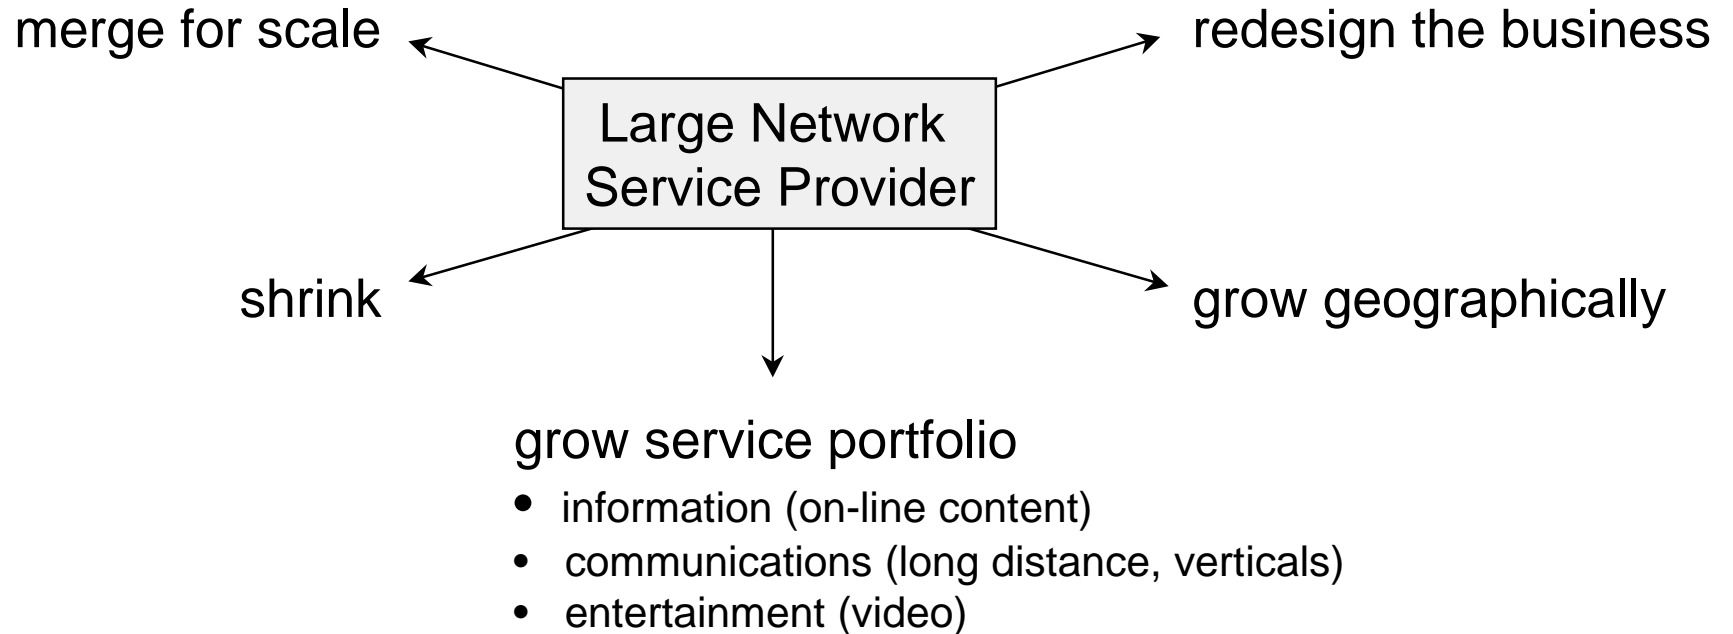 merge for scale
redesign the business
Large Network
Service Provider
shrink
grow geographically
grow service portfolio
• information (on-line content)
• communications (long distance, verticals)
• entertainment (video)